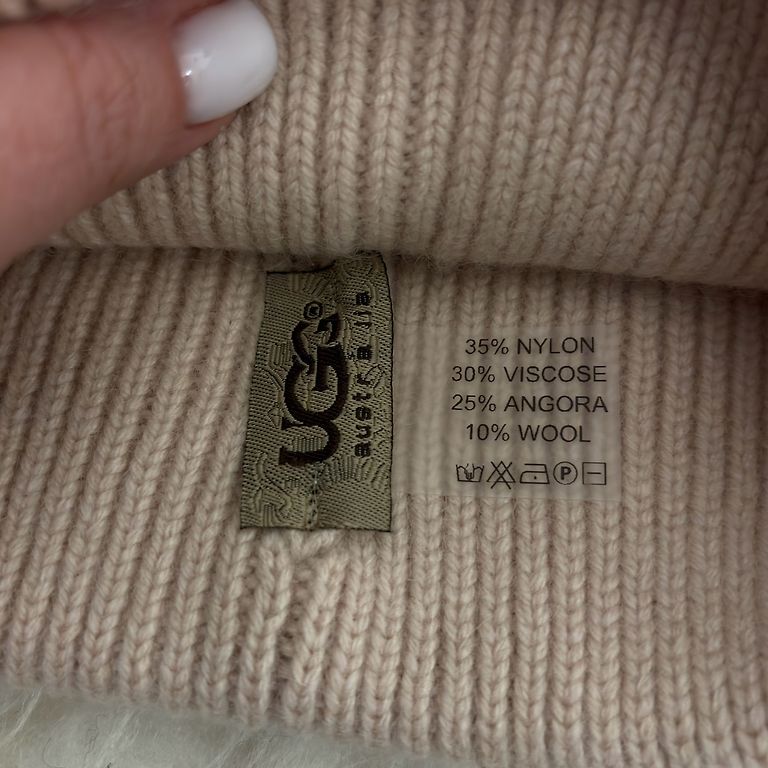 UGG®
australia
35% NYLON
30% VISCOSE
25% ANGORA
10% WOOL
P